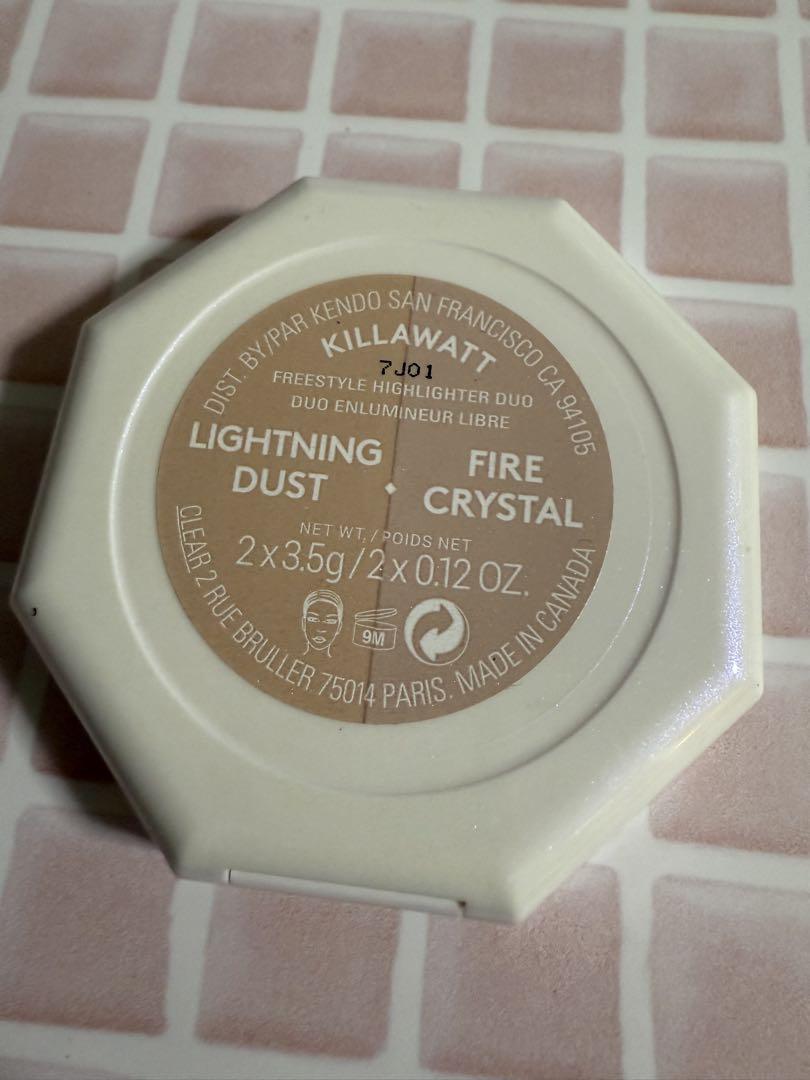 DIST. BY/PAR KENDO SAN FRANCISCO CA 94105
KILLAWATT
7J01
FREESTYLE HIGHLIGHTER DUO
DUO ENLUMINEUR LIBRE
LIGHTNING DUST
FIRE CRYSTAL
NET WT. / POIDS NET
2 x 3.5g / 2 x 0.12 OZ.
9M
CLEAR 2 RUE BRULLER 75014 PARIS. MADE IN CANADA